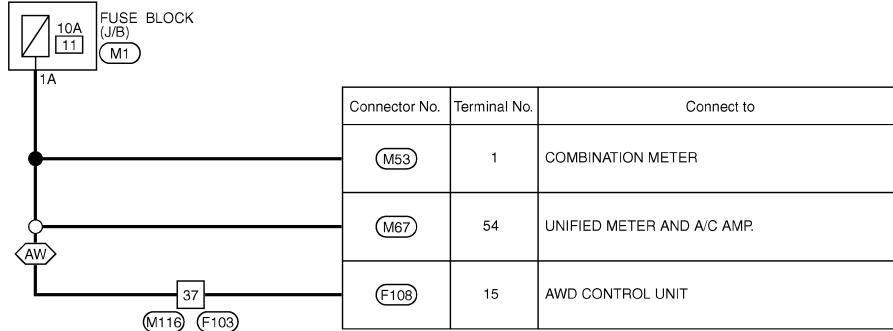 10A
11
FUSE BLOCK
(J/B)
M1
1A
Connector No. Terminal No. Connect to
M53 1 COMBINATION METER
M67 54 UNIFIED METER AND A/C AMP.
AW
37
F108 15 AWD CONTROL UNIT
M116 F103